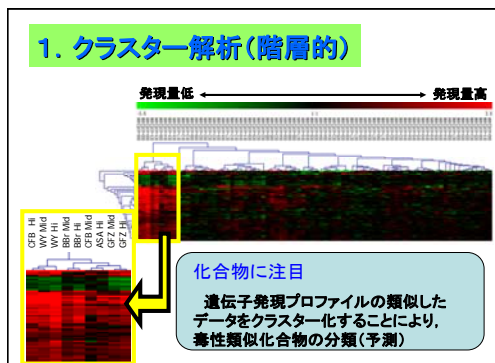 1. クラスター解析(階層的)
発現量低
発現量高
CFB HI
WY Mid
WY HI
BBr Mid
BBr HI
CFB Mid
ASA HI
GFZ Mid
GFZ HI
化合物に注目
遺伝子発現プロファイルの類似した
データをクラスター化することにより,
毒性類似化合物の分類(予測)